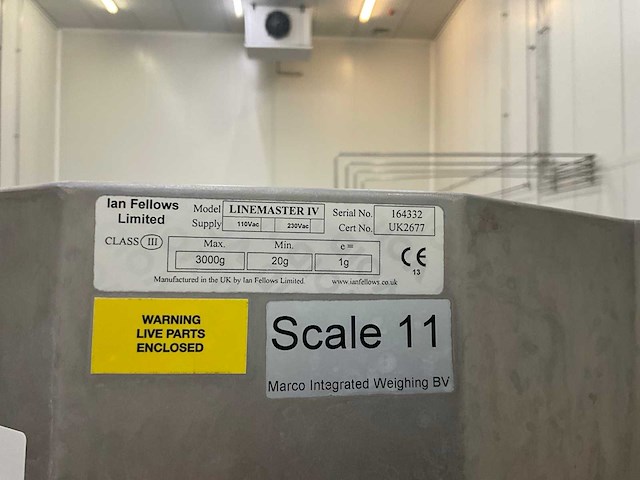 Ian Fellows
Limited
Model LINEMASTER IV Serial No. 164332
Supply 110Vac 230Vac Cert No. UK2677
CLASS III
Max. Min. e =
3000g 20g 1g
CE
13
Manufactured in the UK by Ian Fellows Limited. www.ianfellows.co.uk
WARNING
LIVE PARTS
ENCLOSED
Scale 11
Marco Integrated Weighing BV